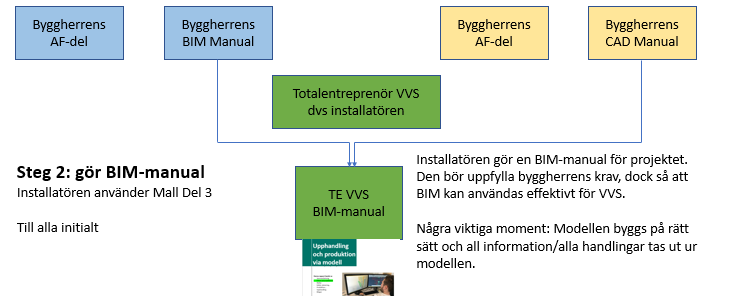 Byggherrens
AF-del
Byggherrens
BIM Manual
Byggherrens
AF-del
Byggherrens
CAD Manual
Totalentreprenör VVS
dvs installatören
Steg 2: gör BIM-manual
Installatören använder Mall Del 3
Till alla initialt
TE VVS
BIM-manual
Installatören gör en BIM-manual för projektet.
Den bör uppfylla byggherrens krav, dock så att
BIM kan användas effektivt för VVS.
Några viktiga moment: Modellen byggs på rätt
sätt och all information/alla handlingar tas ut ur
modellen.
Upphandling
och produktion
via modell